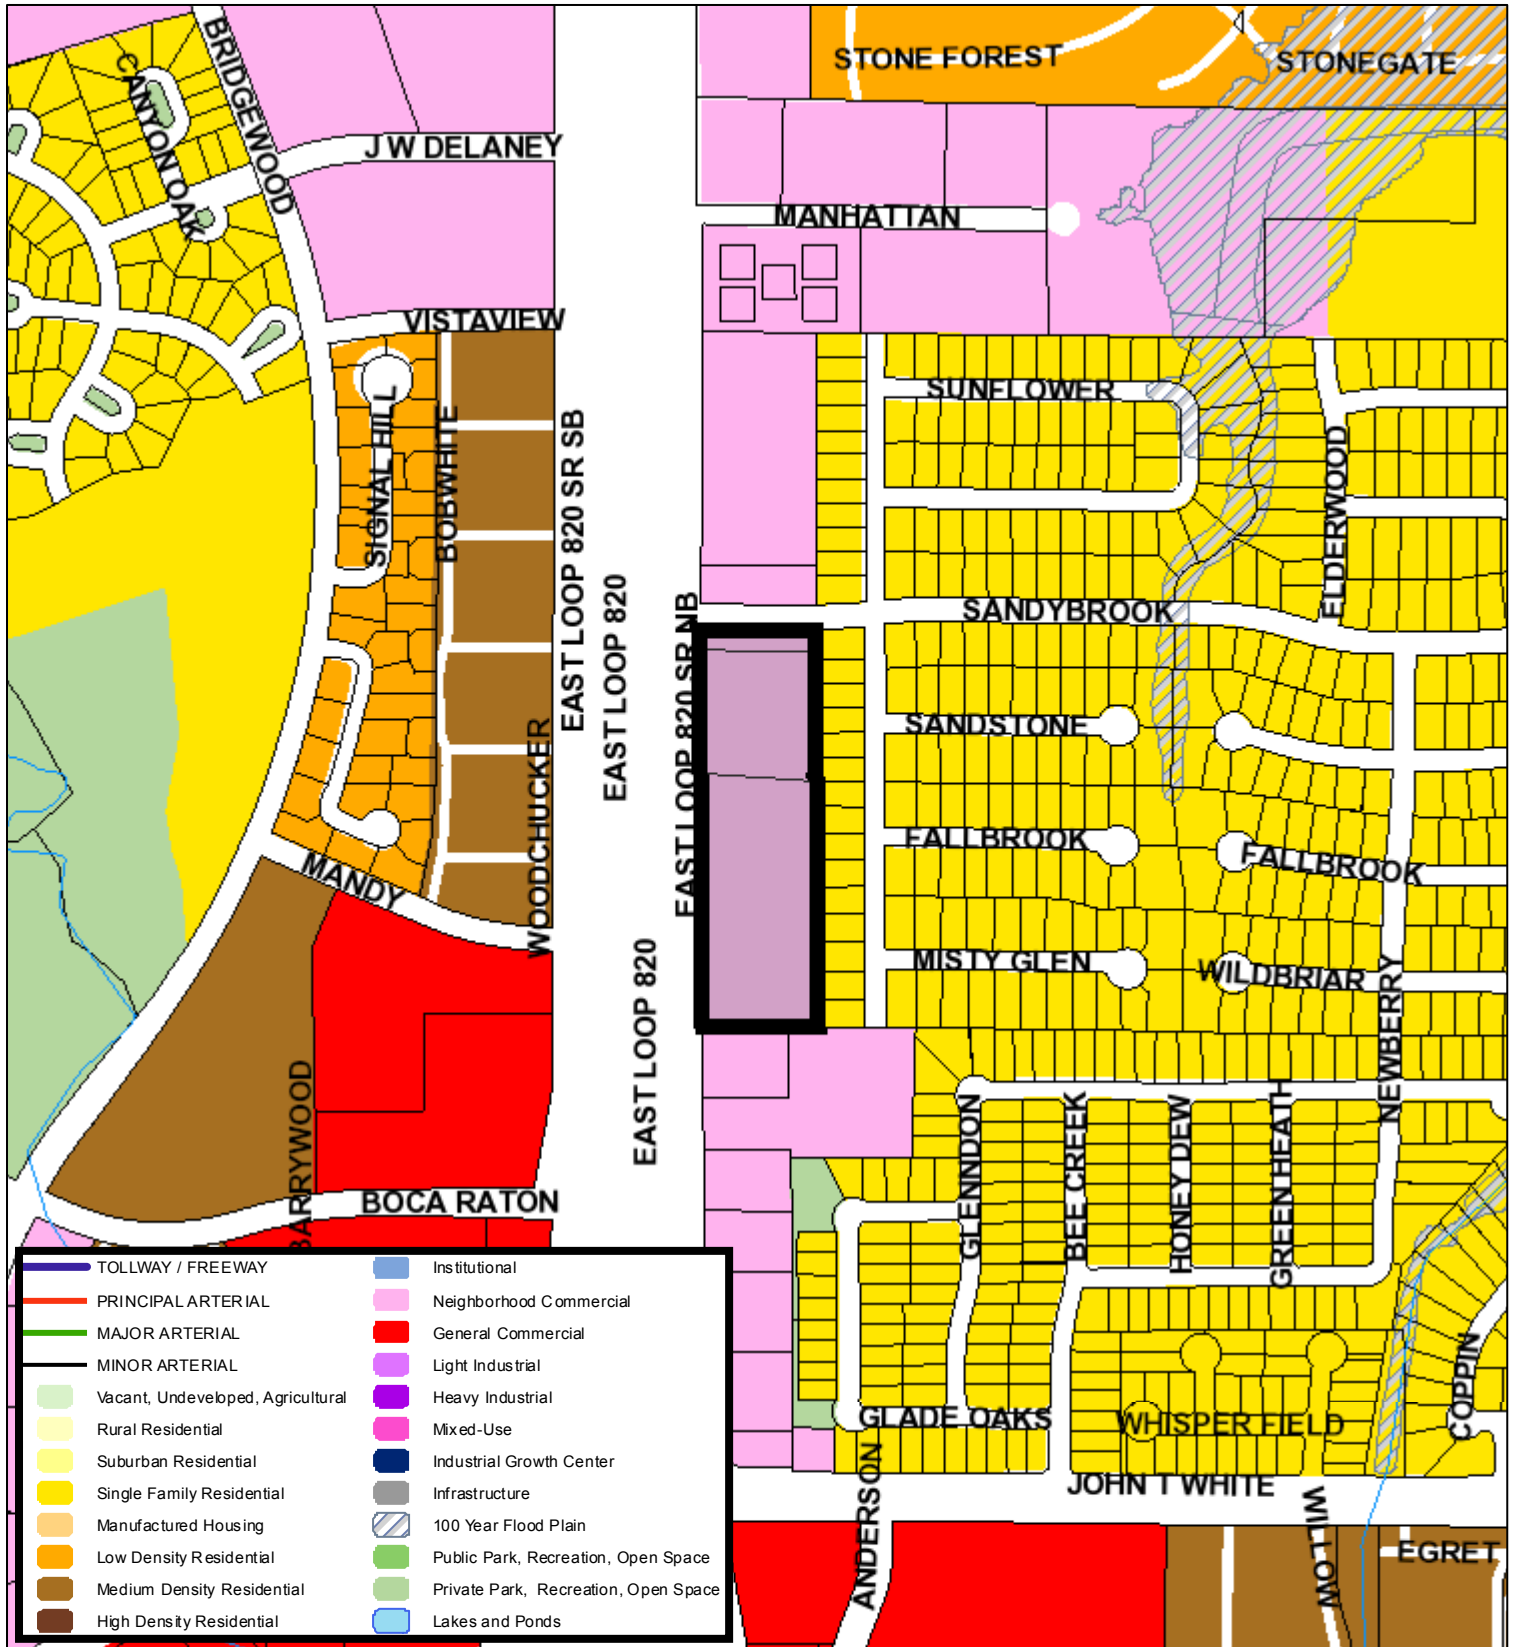 BRIDGEWOOD
CANYON OAK
STONE FOREST
STONEGATE
J W DELANEY
MANHATTAN
VISTAVIEW
SIGNAL HILL
BOBWHITE
EAST LOOP 820 SR SB
EAST LOOP 820
EAST LOOP 820 SR NB
SUNFLOWER
ELDERWOOD
SANDYBROOK
SANDSTONE
WOODCHUCKER
FALLBROOK
FALLBROOK
MANDY
MISTY GLEN
WILDBRIAR
NEWBERRY
EAST LOOP 820
BARRYWOOD
BOCA RATON
GLENNDON
BEE CREEK
HONEY DEW
GREEN HEATH
COPPIN
GLADE OAKS
WHISPER FIELD
ANDERSON
JOHN T WHITE
WILLOW
EGRET
TOLLWAY / FREEWAY
PRINCIPAL ARTERIAL
MAJOR ARTERIAL
MINOR ARTERIAL
Vacant, Undeveloped, Agricultural
Rural Residential
Suburban Residential
Single Family Residential
Manufactured Housing
Low Density Residential
Medium Density Residential
High Density Residential
Institutional
Neighborhood Commercial
General Commercial
Light Industrial
Heavy Industrial
Mixed-Use
Industrial Growth Center
Infrastructure
100 Year Flood Plain
Public Park, Recreation, Open Space
Private Park, Recreation, Open Space
Lakes and Ponds